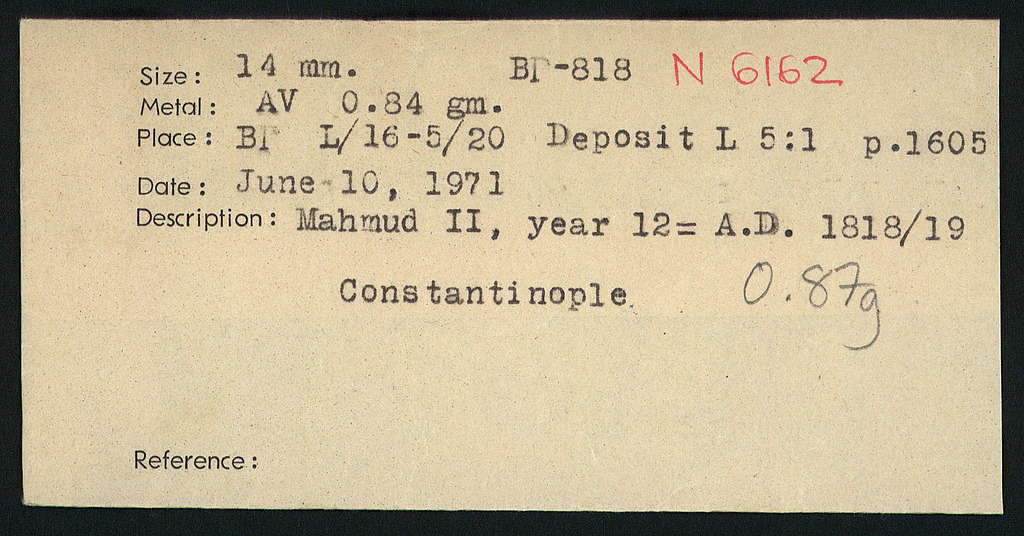 Size: 14 mm. BΓ-818 N 6162
Metal: AV 0.84 gm.
Place: BΓ L/16-5/20 Deposit L 5:1 p.1605
Date: June 10, 1971
Description: Mahmud II, year 12= A.D. 1818/19
Constantinople. 0.87g
Reference: